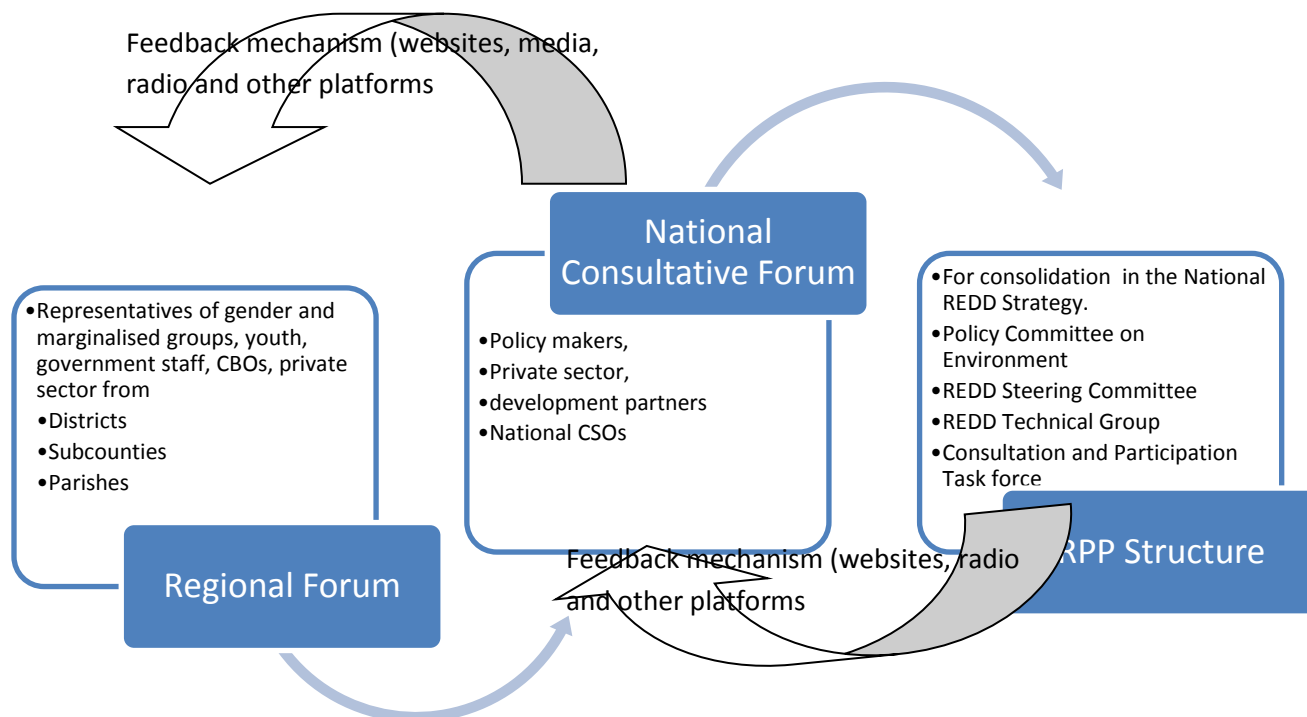 Feedback mechanism (websites, media,
radio and other platforms
•Representatives of gender and
marginalised groups, youth,
government staff, CBOs, private
sector from
•Districts
•Subcounties
•Parishes
Regional Forum
National
Consultative Forum
•Policy makers,
•Private sector,
•development partners
•National CSOs
•For consolidation in the National
REDD Strategy.
•Policy Committee on
Environment
•REDD Steering Committee
•REDD Technical Group
•Consultation and Participation
Task force
RPP Structure
Feedback mechanism (websites, radio
and other platforms